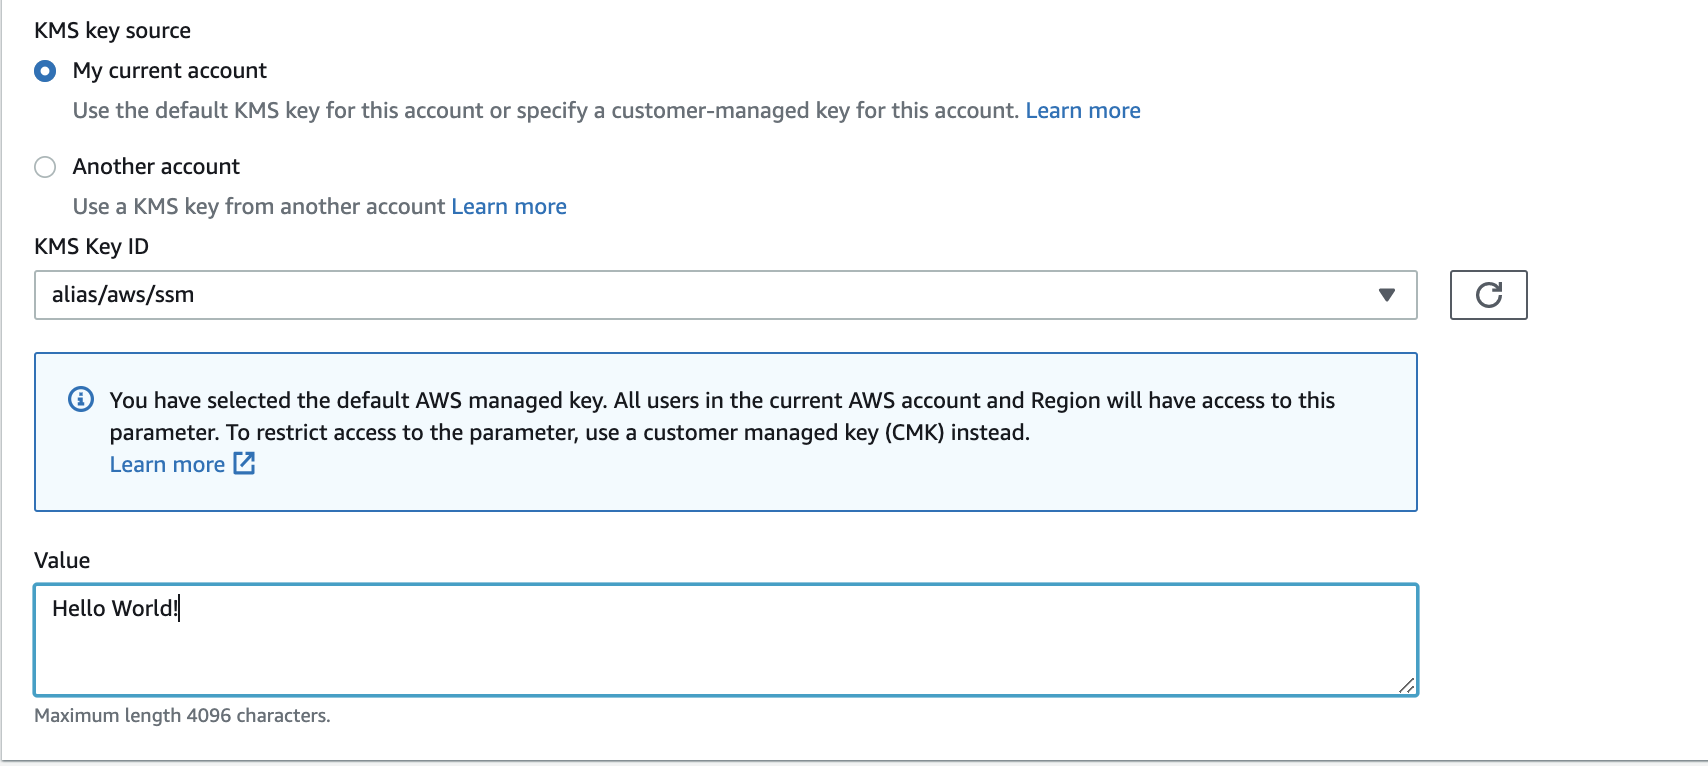 KMS key source
My current account
Use the default KMS key for this account or specify a customer-managed key for this account. Learn more
Another account
Use a KMS key from another account Learn more
KMS Key ID
alias/aws/ssm
You have selected the default AWS managed key. All users in the current AWS account and Region will have access to this
parameter. To restrict access to the parameter, use a customer managed key (CMK) instead.
Learn more
Value
Hello World!
Maximum length 4096 characters.